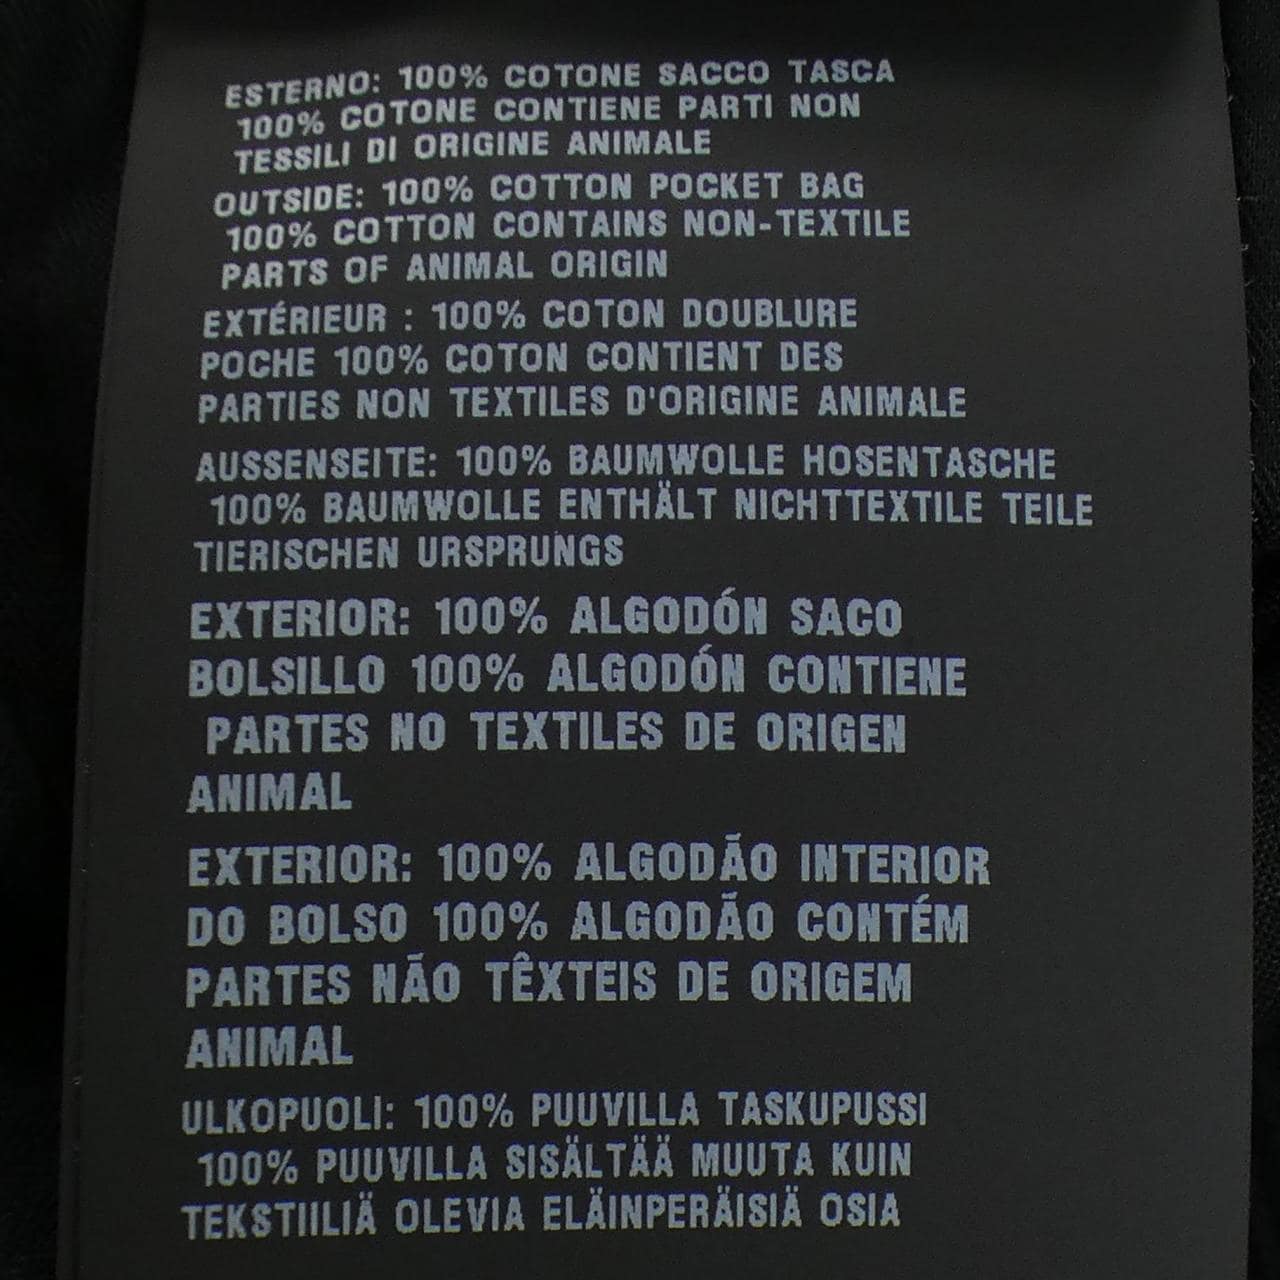 ESTERNO: 100% COTONE SACCO TASCA
100% COTONE CONTIENE PARTI NON
TESSILI DI ORIGINE ANIMALE
OUTSIDE: 100% COTTON POCKET BAG
100% COTTON CONTAINS NON-TEXTILE
PARTS OF ANIMAL ORIGIN
EXTÉRIEUR : 100% COTON DOUBLURE
POCHE 100% COTON CONTIENT DES
PARTIES NON TEXTILES D'ORIGINE ANIMALE
AUSSENSEITE: 100% BAUMWOLLE HOSENTASCHE
100% BAUMWOLLE ENTHÄLT NICHTTEXTILE TEILE
TIERISCHEN URSPRUNGS
EXTERIOR: 100% ALGODÓN SACO
BOLSILLO 100% ALGODÓN CONTIENE
PARTES NO TEXTILES DE ORIGEN
ANIMAL
EXTERIOR: 100% ALGODÃO INTERIOR
DO BOLSO 100% ALGODÃO CONTÉM
PARTES NÃO TÊXTEIS DE ORIGEM
ANIMAL
ULKOPUOLI: 100% PUUVILLA TASKUPUSSI
100% PUUVILLA SISÄLTÄÄ MUUTA KUIN
TEKSTIILIÄ OLEVIA ELÄINPERÄISIÄ OSIA